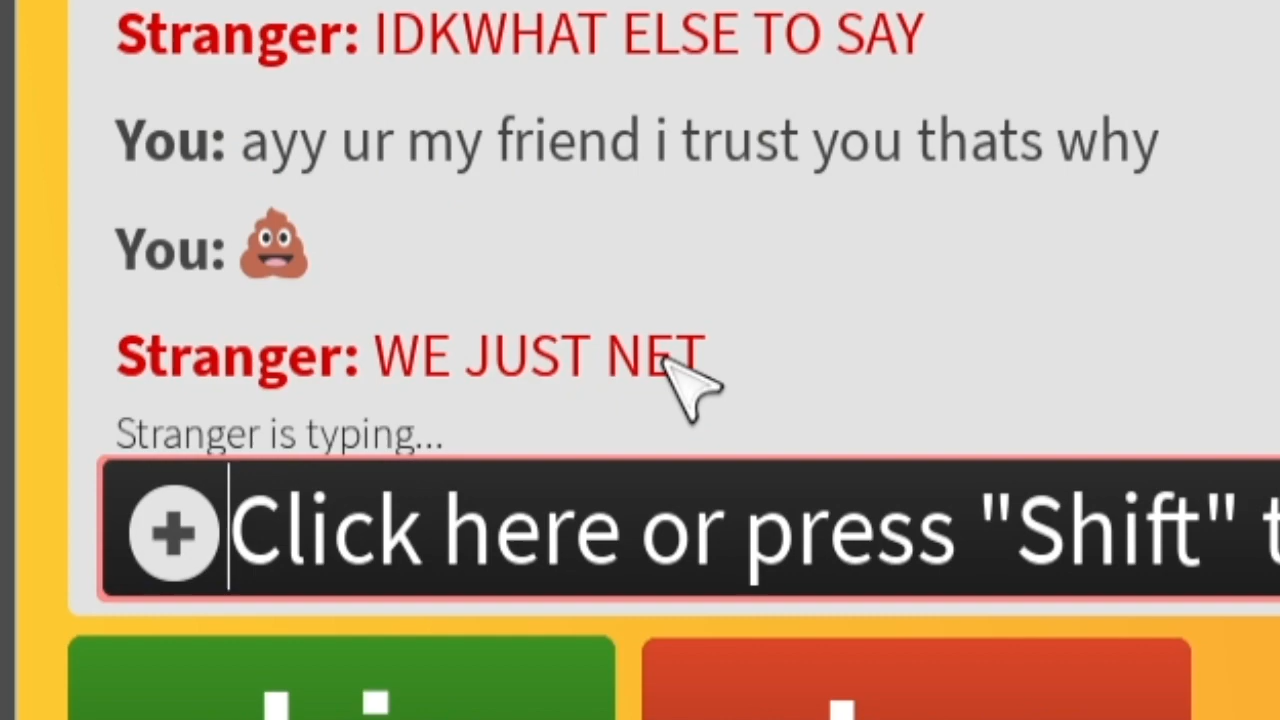 Stranger: IDKWHAT ELSE TO SAY
You: ayy ur my friend i trust you thats why
You: 💩
Stranger: WE JUST NET
Stranger is typing...
Click here or press "Shift" t